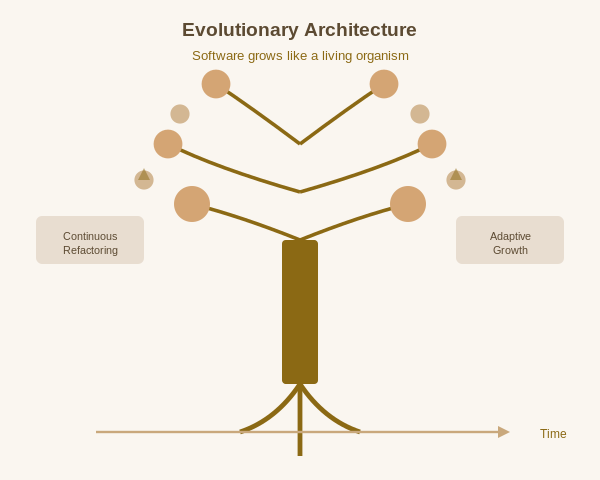 Evolutionary Architecture
Software grows like a living organism
Continuous
Refactoring
Adaptive
Growth
Time